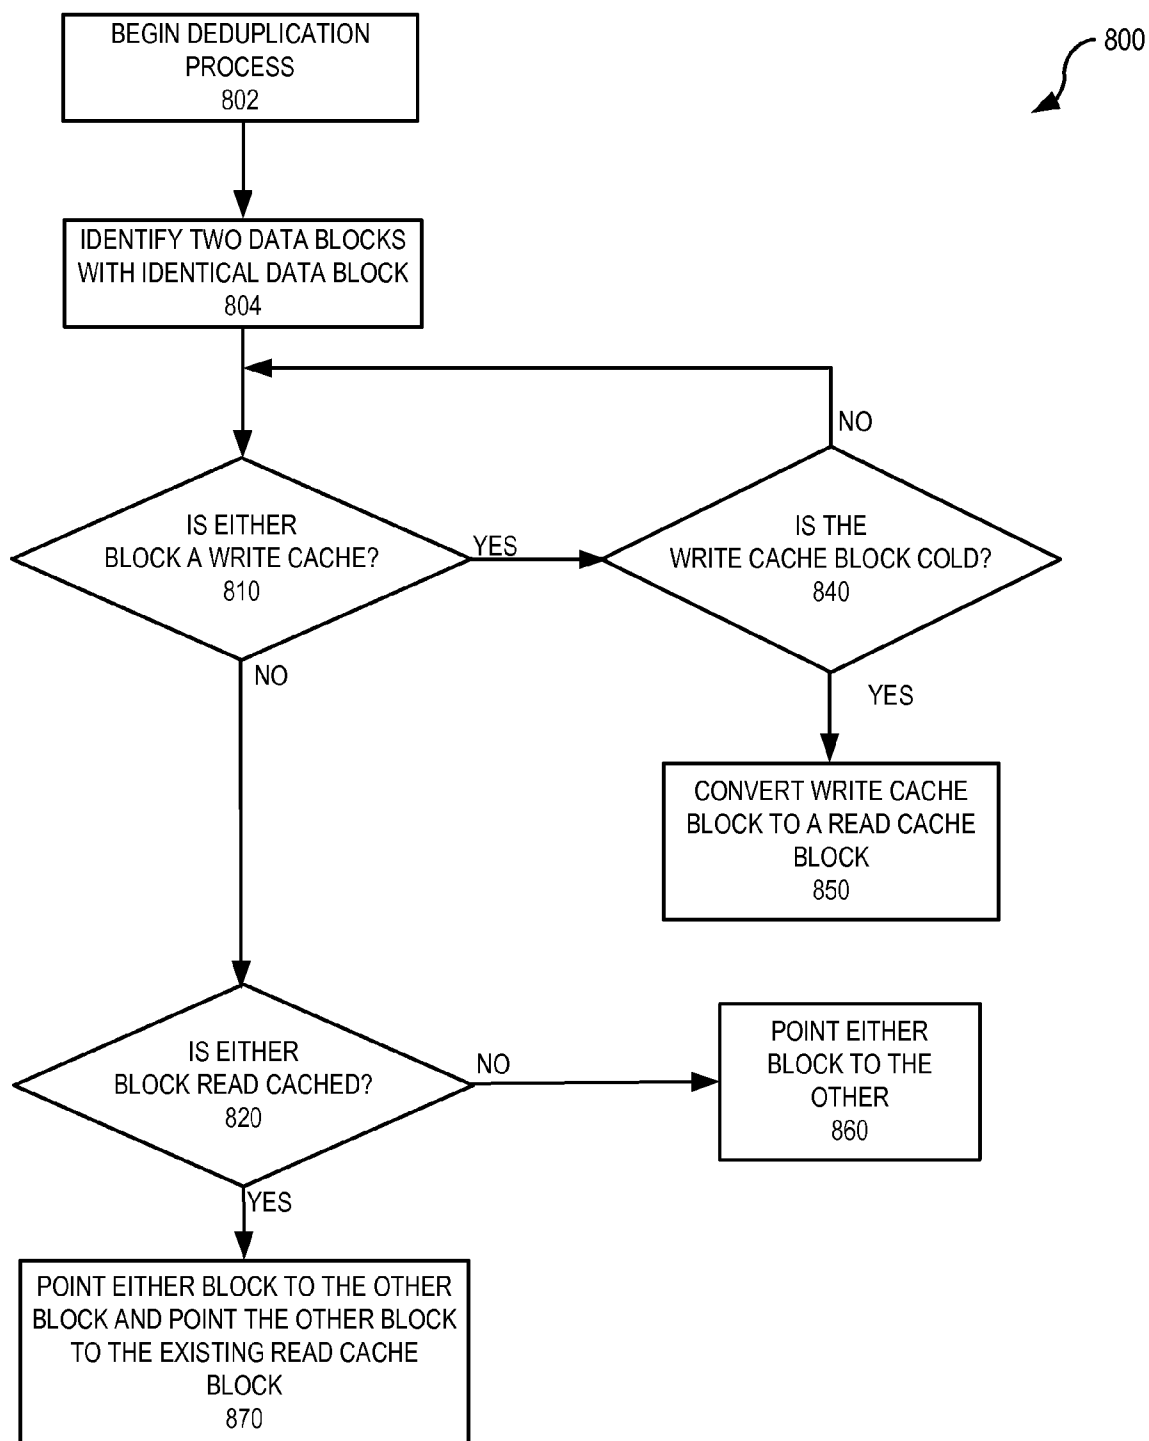 BEGIN DEDUPLICATION
PROCESS
802
800
IDENTIFY TWO DATA BLOCKS
WITH IDENTICAL DATA BLOCK
804
NO
IS EITHER
BLOCK A WRITE CACHE?
810
YES
IS THE
WRITE CACHE BLOCK COLD?
840
NO
YES
CONVERT WRITE CACHE
BLOCK TO A READ CACHE
BLOCK
850
IS EITHER
BLOCK READ CACHED?
820
NO
POINT EITHER
BLOCK TO THE
OTHER
860
YES
POINT EITHER BLOCK TO THE OTHER
BLOCK AND POINT THE OTHER BLOCK
TO THE EXISTING READ CACHE
BLOCK
870